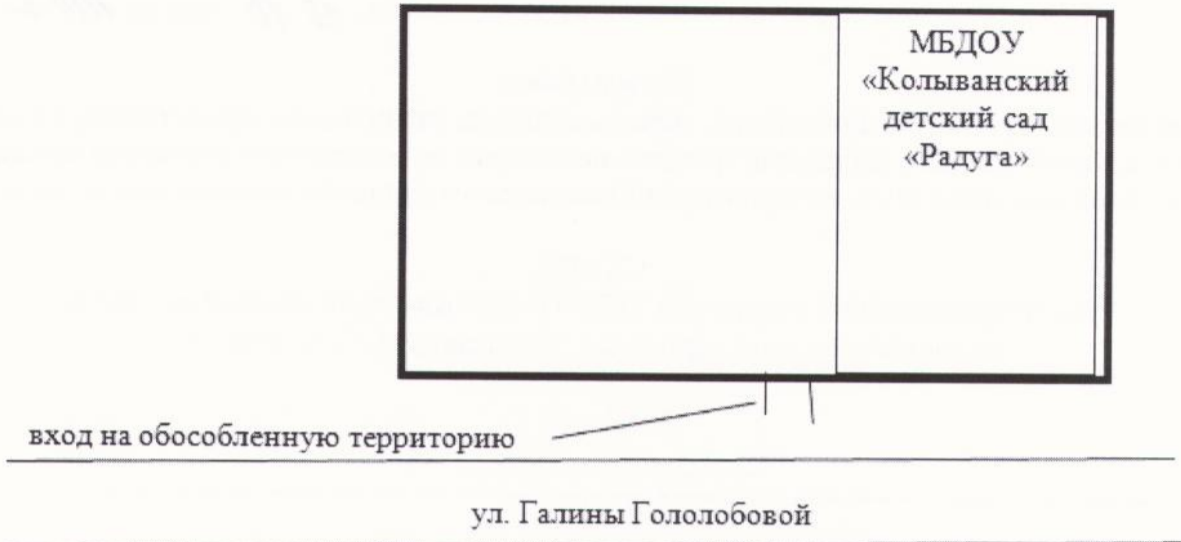 МБДОУ
«Колыванский
детский сад
«Радуга»
вход на обособленную территорию
ул. Галины Гололобовой